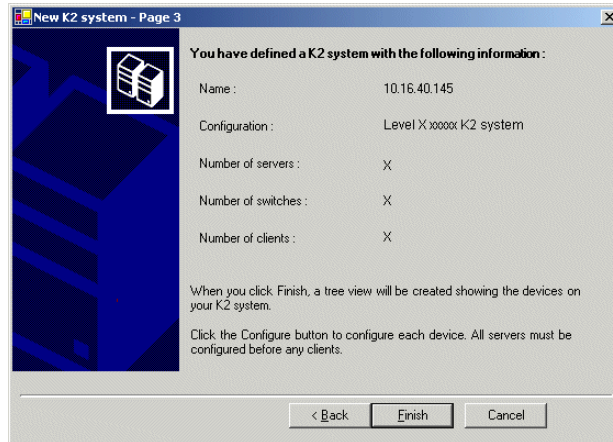 New K2 system - Page 3
You have defined a K2 system with the following information :
Name : 10.16.40.145
Configuration : Level X xxxxx K2 system
Number of servers : X
Number of switches : X
Number of clients : X
When you click Finish, a tree view will be created showing the devices on
your K2 system.
Click the Configure button to configure each device. All servers must be
configured before any clients.
< Back Finish Cancel